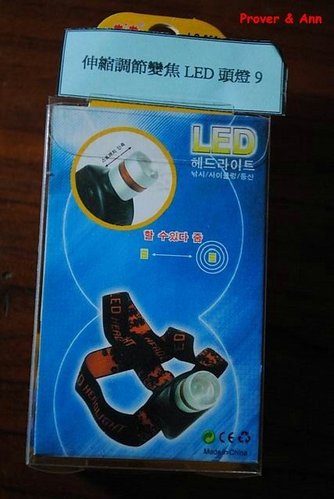 Prover & Ann
伸縮調節變焦 LED 頭燈 9
LED
헤드라이트
낚시/사이클링/등산
할 수있다 줌
CE
Made in China